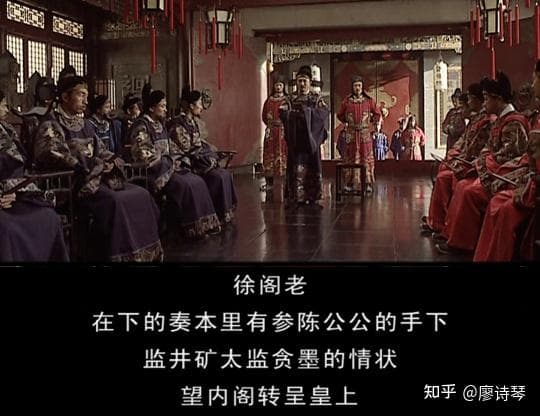 徐阁老
在下的奏本里有参陈公公的手下
监井矿太监贪墨的情状
望内阁转呈皇上
知乎 @廖诗琴